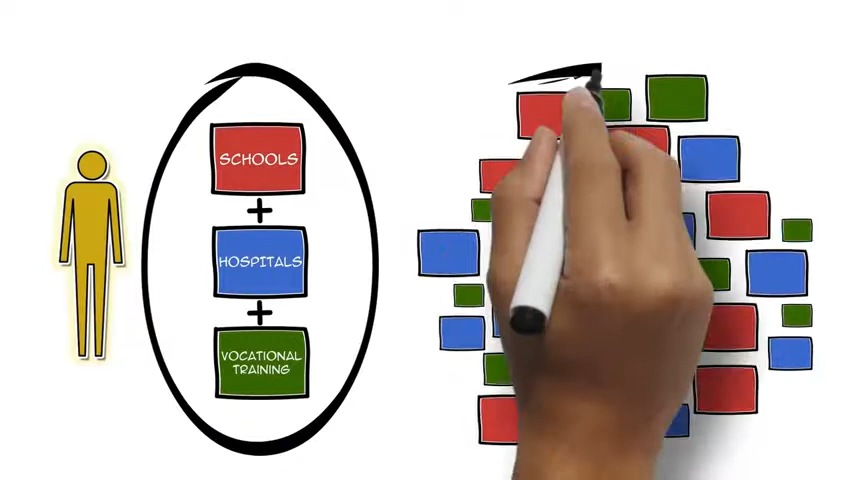 SCHOOLS
+
HOSPITALS
+
VOCATIONAL
TRAINING